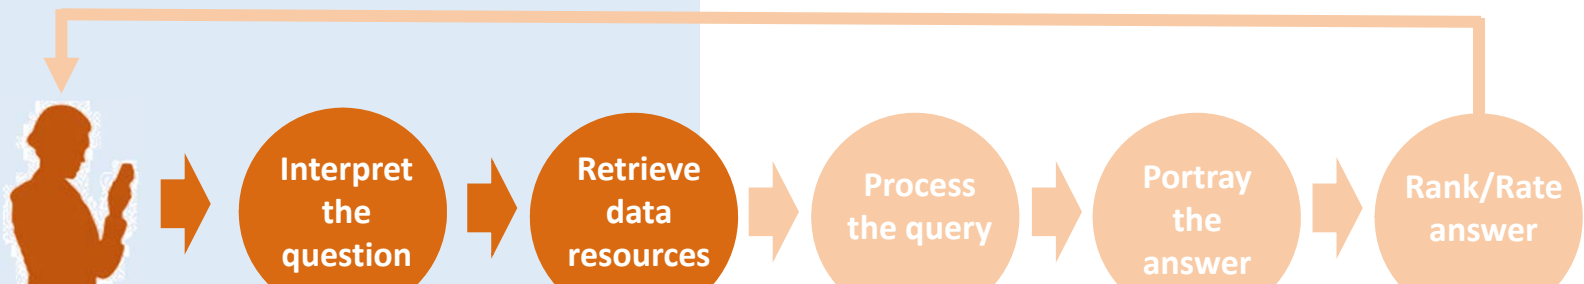 Interpret
the
question
Retrieve
data
resources
Process
the query
Portray
the
answer
Rank/Rate
answer